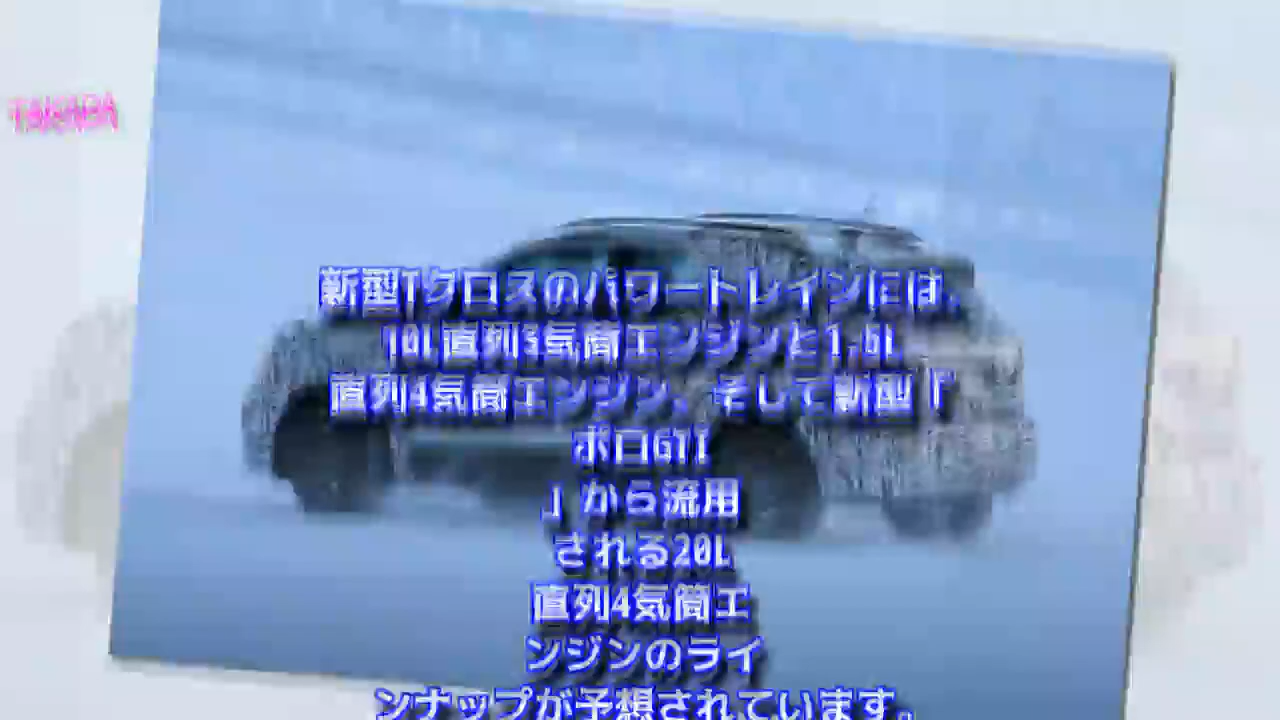 TAKABA
新型Tクロスのパワートレインには、
10L直列3気筒エンジンと1.6L
直列4気筒エンジン、そして新型「
ポロGTI
」から流用
される20L
直列4気筒エ
ンジンのライ
ンナップが予想されています。